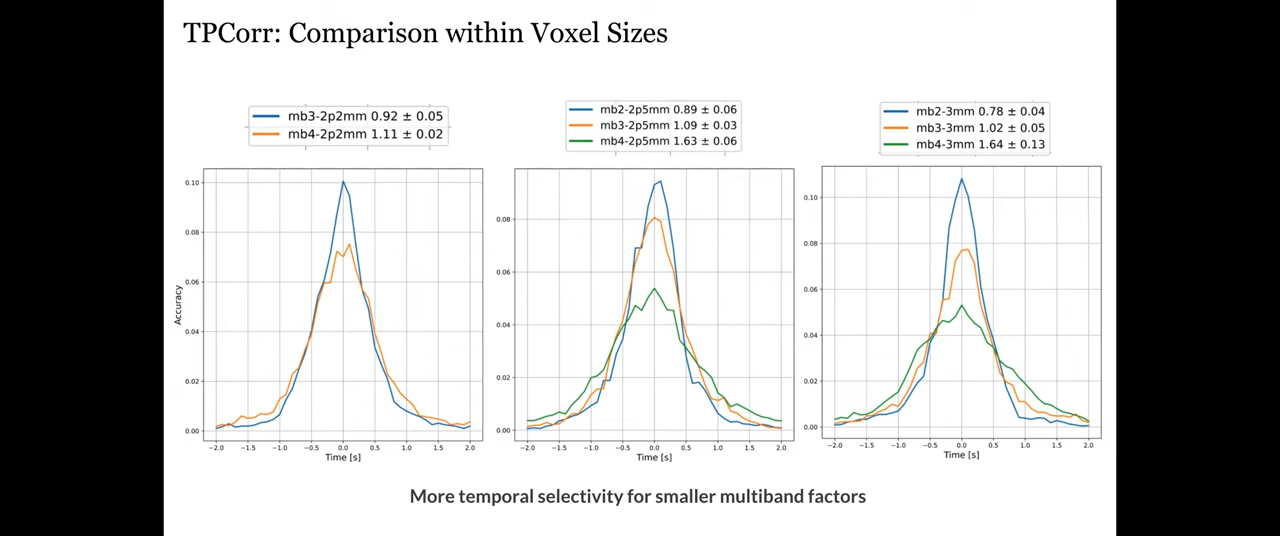 TPCorr: Comparison within Voxel Sizes
mb3-2p2mm 0.92 ± 0.05
mb4-2p2mm 1.11 ± 0.02
mb2-2p5mm 0.89 ± 0.06
mb3-2p5mm 1.09 ± 0.03
mb4-2p5mm 1.63 ± 0.06
mb2-3mm 0.78 ± 0.04
mb3-3mm 1.02 ± 0.05
mb4-3mm 1.64 ± 0.13
Accuracy
0.10
0.08
0.06
0.04
0.02
0.00
−2.0 −1.5 −1.0 −0.5 0.0 0.5 1.0 1.5 2.0
Time [s]
0.08
0.06
0.04
0.02
0.00
−2.0 −1.5 −1.0 −0.5 0.0 0.5 1.0 1.5 2.0
Time [s]
0.10
0.08
0.06
0.04
0.02
0.00
−2.0 −1.5 −1.0 −0.5 0.0 0.5 1.0 1.5 2.0
Time [s]
More temporal selectivity for smaller multiband factors